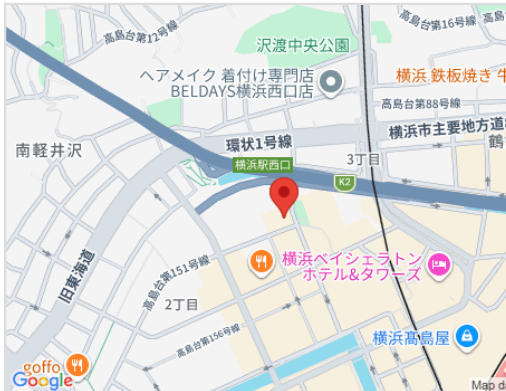 高島台第12号線
高島台第16号線
沢渡中央公園
ヘアメイク 着付け専門店
BELDAYS横浜西口店
横浜 鉄板焼き 牛
高島台第88号線
環状1号線
横浜市主要地方道8
鶴
南軽井沢
横浜駅西口
3丁目
K2
旧東海道
高島台第151号線
横浜ベイシェラトン
ホテル&タワーズ
2丁目
高島台第156号線
横浜髙島屋
goffo
Google
Map da